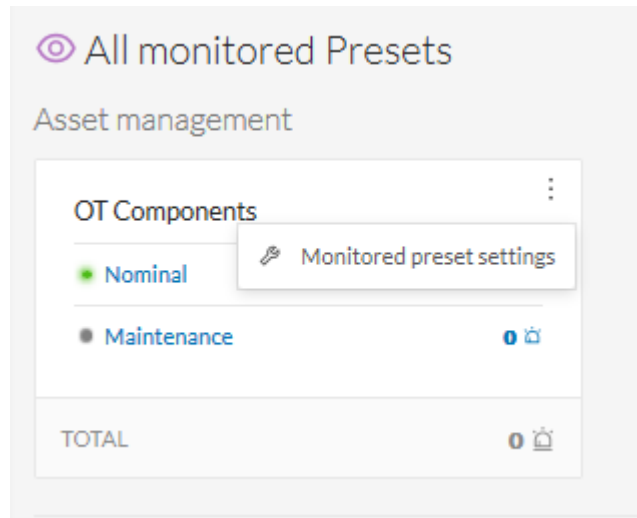 All monitored Presets
Asset management
OT Components
Monitored preset settings
Nominal
Maintenance 0
TOTAL 0